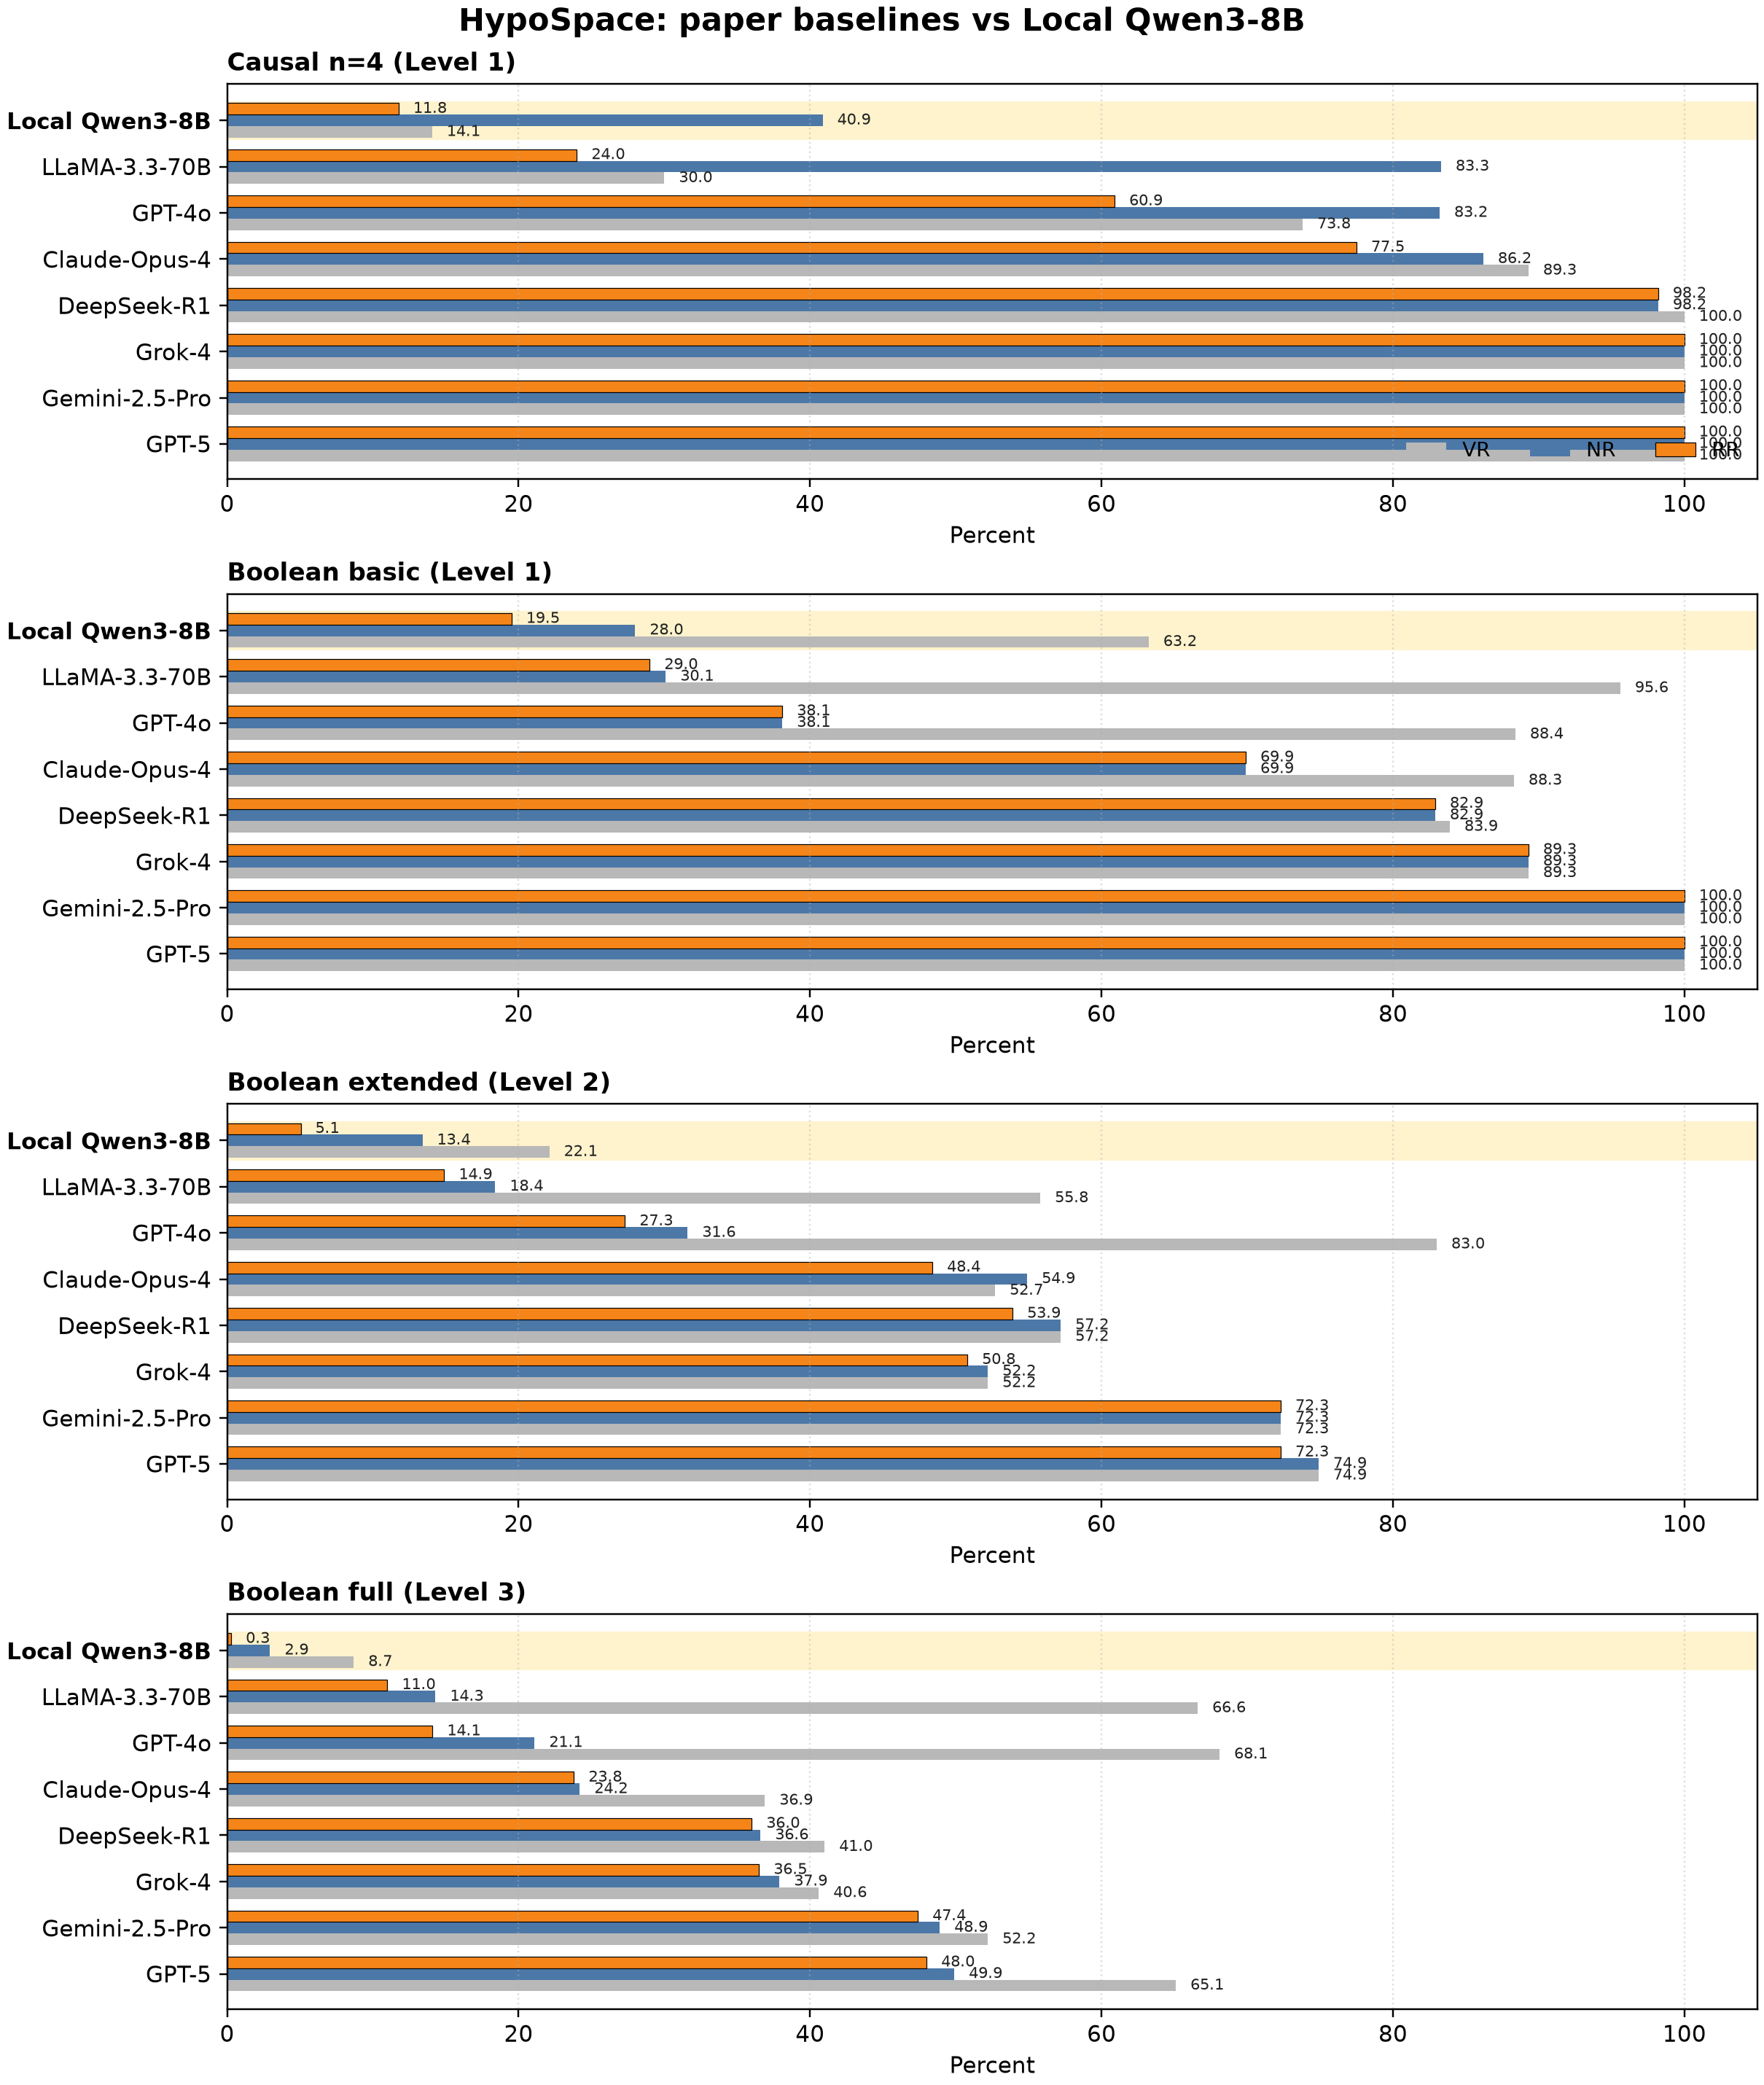 HypoSpace: paper baselines vs Local Qwen3-8B
Causal n=4 (Level 1)
Local Qwen3-8B 11.8 40.9 14.1
LLaMA-3.3-70B 24.0 83.3 30.0
GPT-4o 60.9 83.2 73.8
Claude-Opus-4 77.5 86.2 89.3
DeepSeek-R1 98.2 98.2 100.0
Grok-4 100.0 100.0 100.0
Gemini-2.5-Pro 100.0 100.0 100.0
GPT-5 100.0 100.0 100.0
VR NR RR
0 20 40 60 80 100
Percent
Boolean basic (Level 1)
Local Qwen3-8B 19.5 28.0 63.2
LLaMA-3.3-70B 29.0 30.1 95.6
GPT-4o 38.1 38.1 88.4
Claude-Opus-4 69.9 69.9 88.3
DeepSeek-R1 82.9 82.9 83.9
Grok-4 89.3 89.3 89.3
Gemini-2.5-Pro 100.0 100.0 100.0
GPT-5 100.0 100.0 100.0
0 20 40 60 80 100
Percent
Boolean extended (Level 2)
Local Qwen3-8B 5.1 13.4 22.1
LLaMA-3.3-70B 14.9 18.4 55.8
GPT-4o 27.3 31.6 83.0
Claude-Opus-4 48.4 54.9 52.7
DeepSeek-R1 53.9 57.2 57.2
Grok-4 50.8 52.2 52.2
Gemini-2.5-Pro 72.3 72.3 72.3
GPT-5 72.3 74.9 74.9
0 20 40 60 80 100
Percent
Boolean full (Level 3)
Local Qwen3-8B 0.3 2.9 8.7
LLaMA-3.3-70B 11.0 14.3 66.6
GPT-4o 14.1 21.1 68.1
Claude-Opus-4 23.8 24.2 36.9
DeepSeek-R1 36.0 36.6 41.0
Grok-4 36.5 37.9 40.6
Gemini-2.5-Pro 47.4 48.9 52.2
GPT-5 48.0 49.9 65.1
0 20 40 60 80 100
Percent